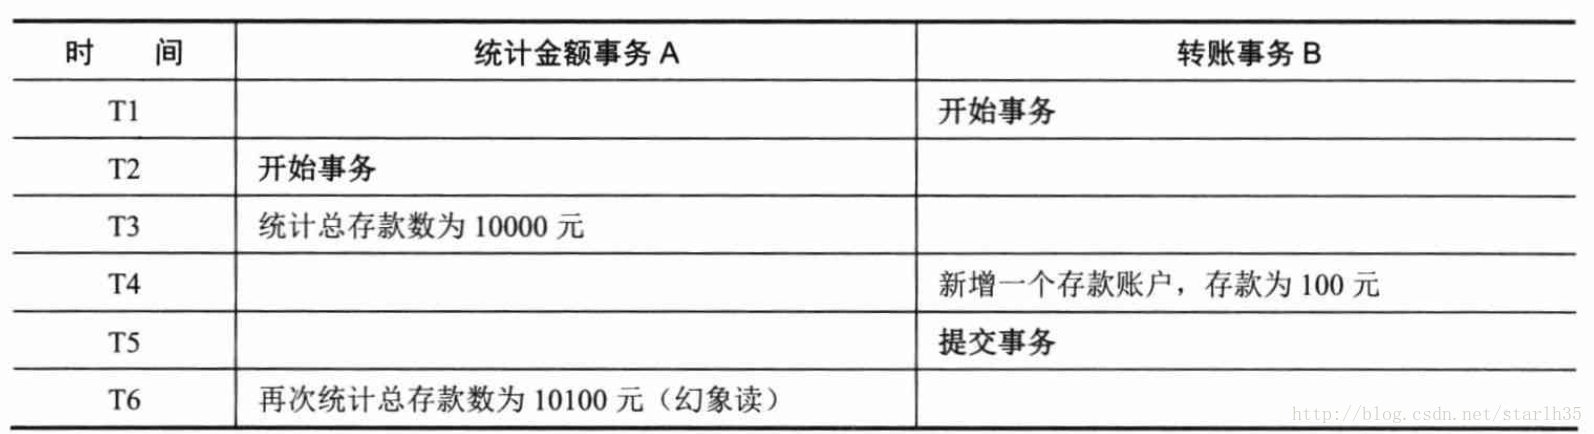 时 间 统计金额事务 A 转账事务 B
T1 开始事务
T2 开始事务
T3 统计总存款数为 10000 元
T4 新增一个存款账户，存款为 100 元
T5 提交事务
T6 再次统计总存款数为 10100 元（幻象读）
http://blog.csdn.net/starlh35